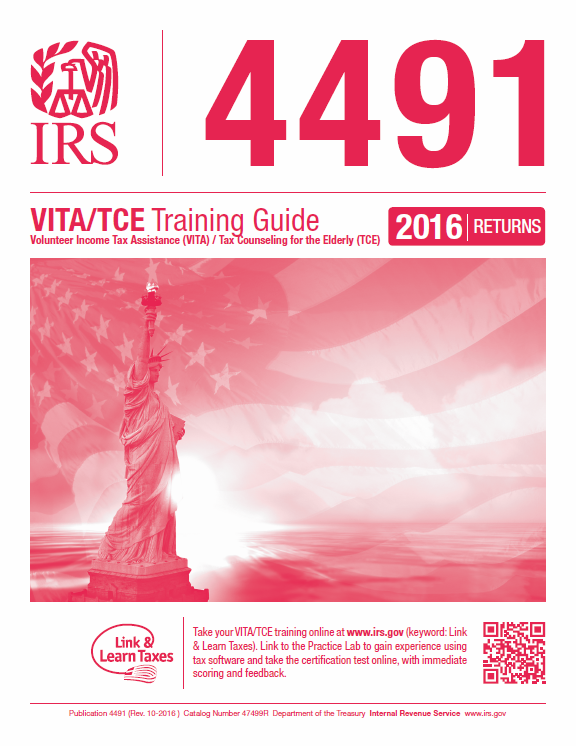 IRS
4491
VITA/TCE Training Guide
Volunteer Income Tax Assistance (VITA) / Tax Counseling for the Elderly (TCE)
2016 RETURNS
Link &
Learn Taxes
Take your VITA/TCE training online at www.irs.gov (keyword: Link
& Learn Taxes). Link to the Practice Lab to gain experience using
tax software and take the certification test online, with immediate
scoring and feedback.
Publication 4491 (Rev. 10-2016 ) Catalog Number 47499R Department of the Treasury Internal Revenue Service www.irs.gov